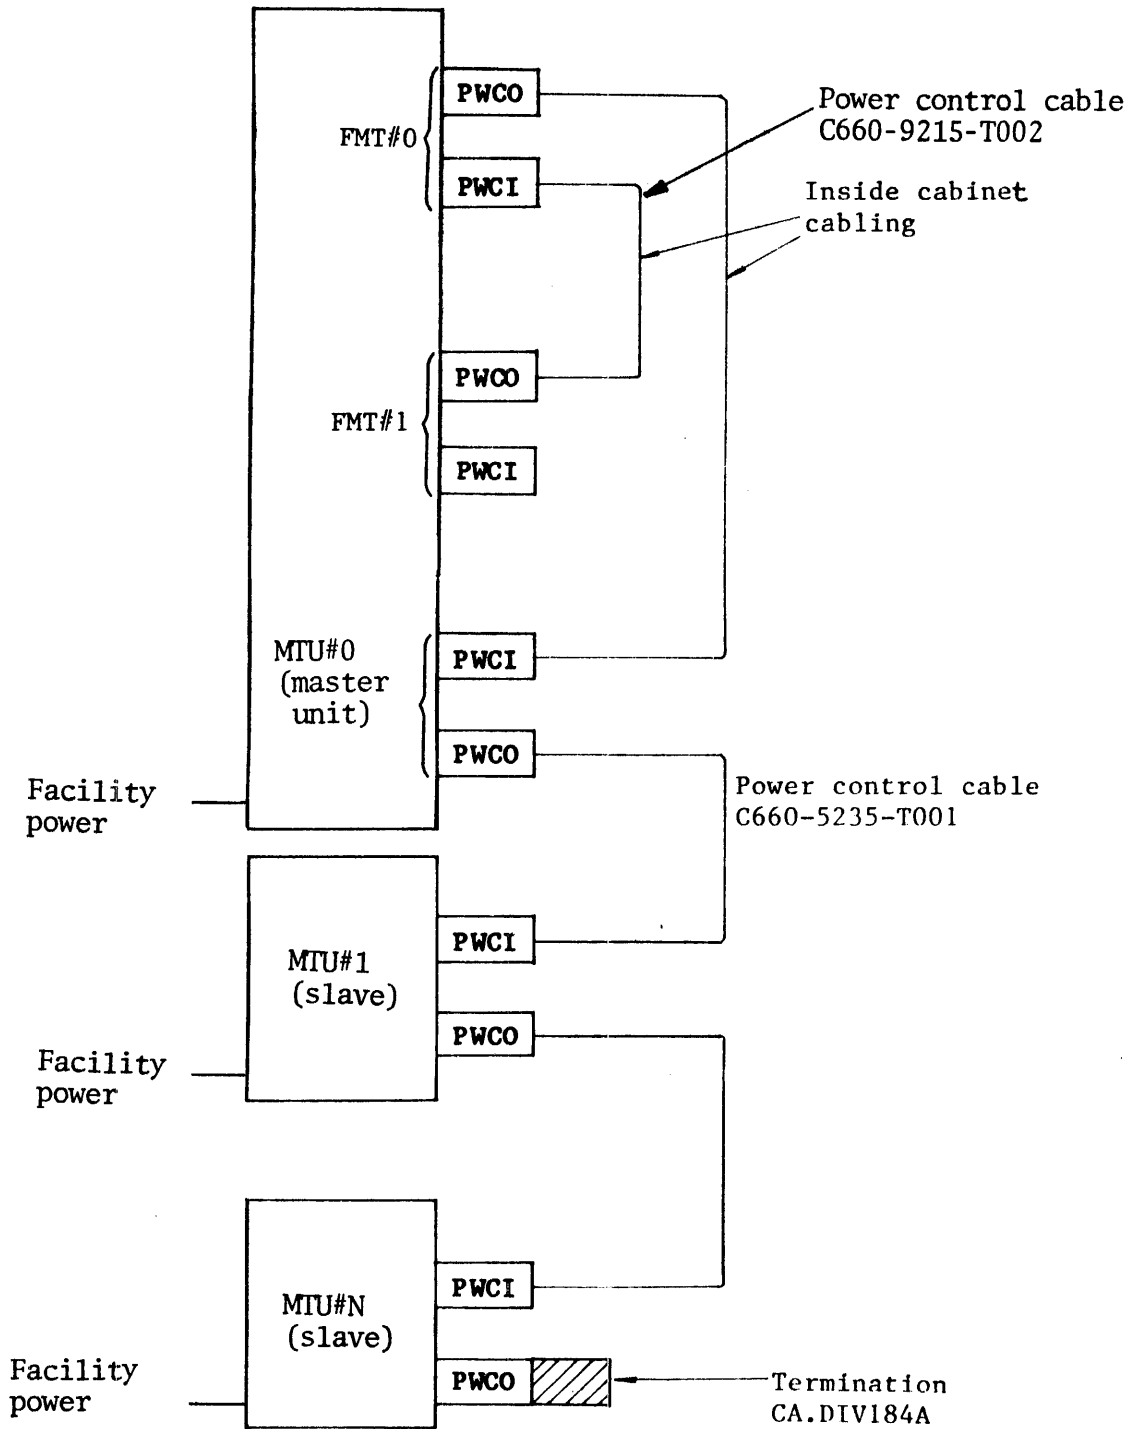 PWCO
FMT#0
PWCI
Power control cable
C660-9215-T002
Inside cabinet
cabling
PWCO
FMT#1
PWCI
MTU#0
(master
unit)
PWCI
PWCO
Facility
power
Power control cable
C660-5235-T001
MTU#1
(slave)
PWCI
PWCO
Facility
power
MTU#N
(slave)
PWCI
PWCO
Facility
power
Termination
CA.DIV184A